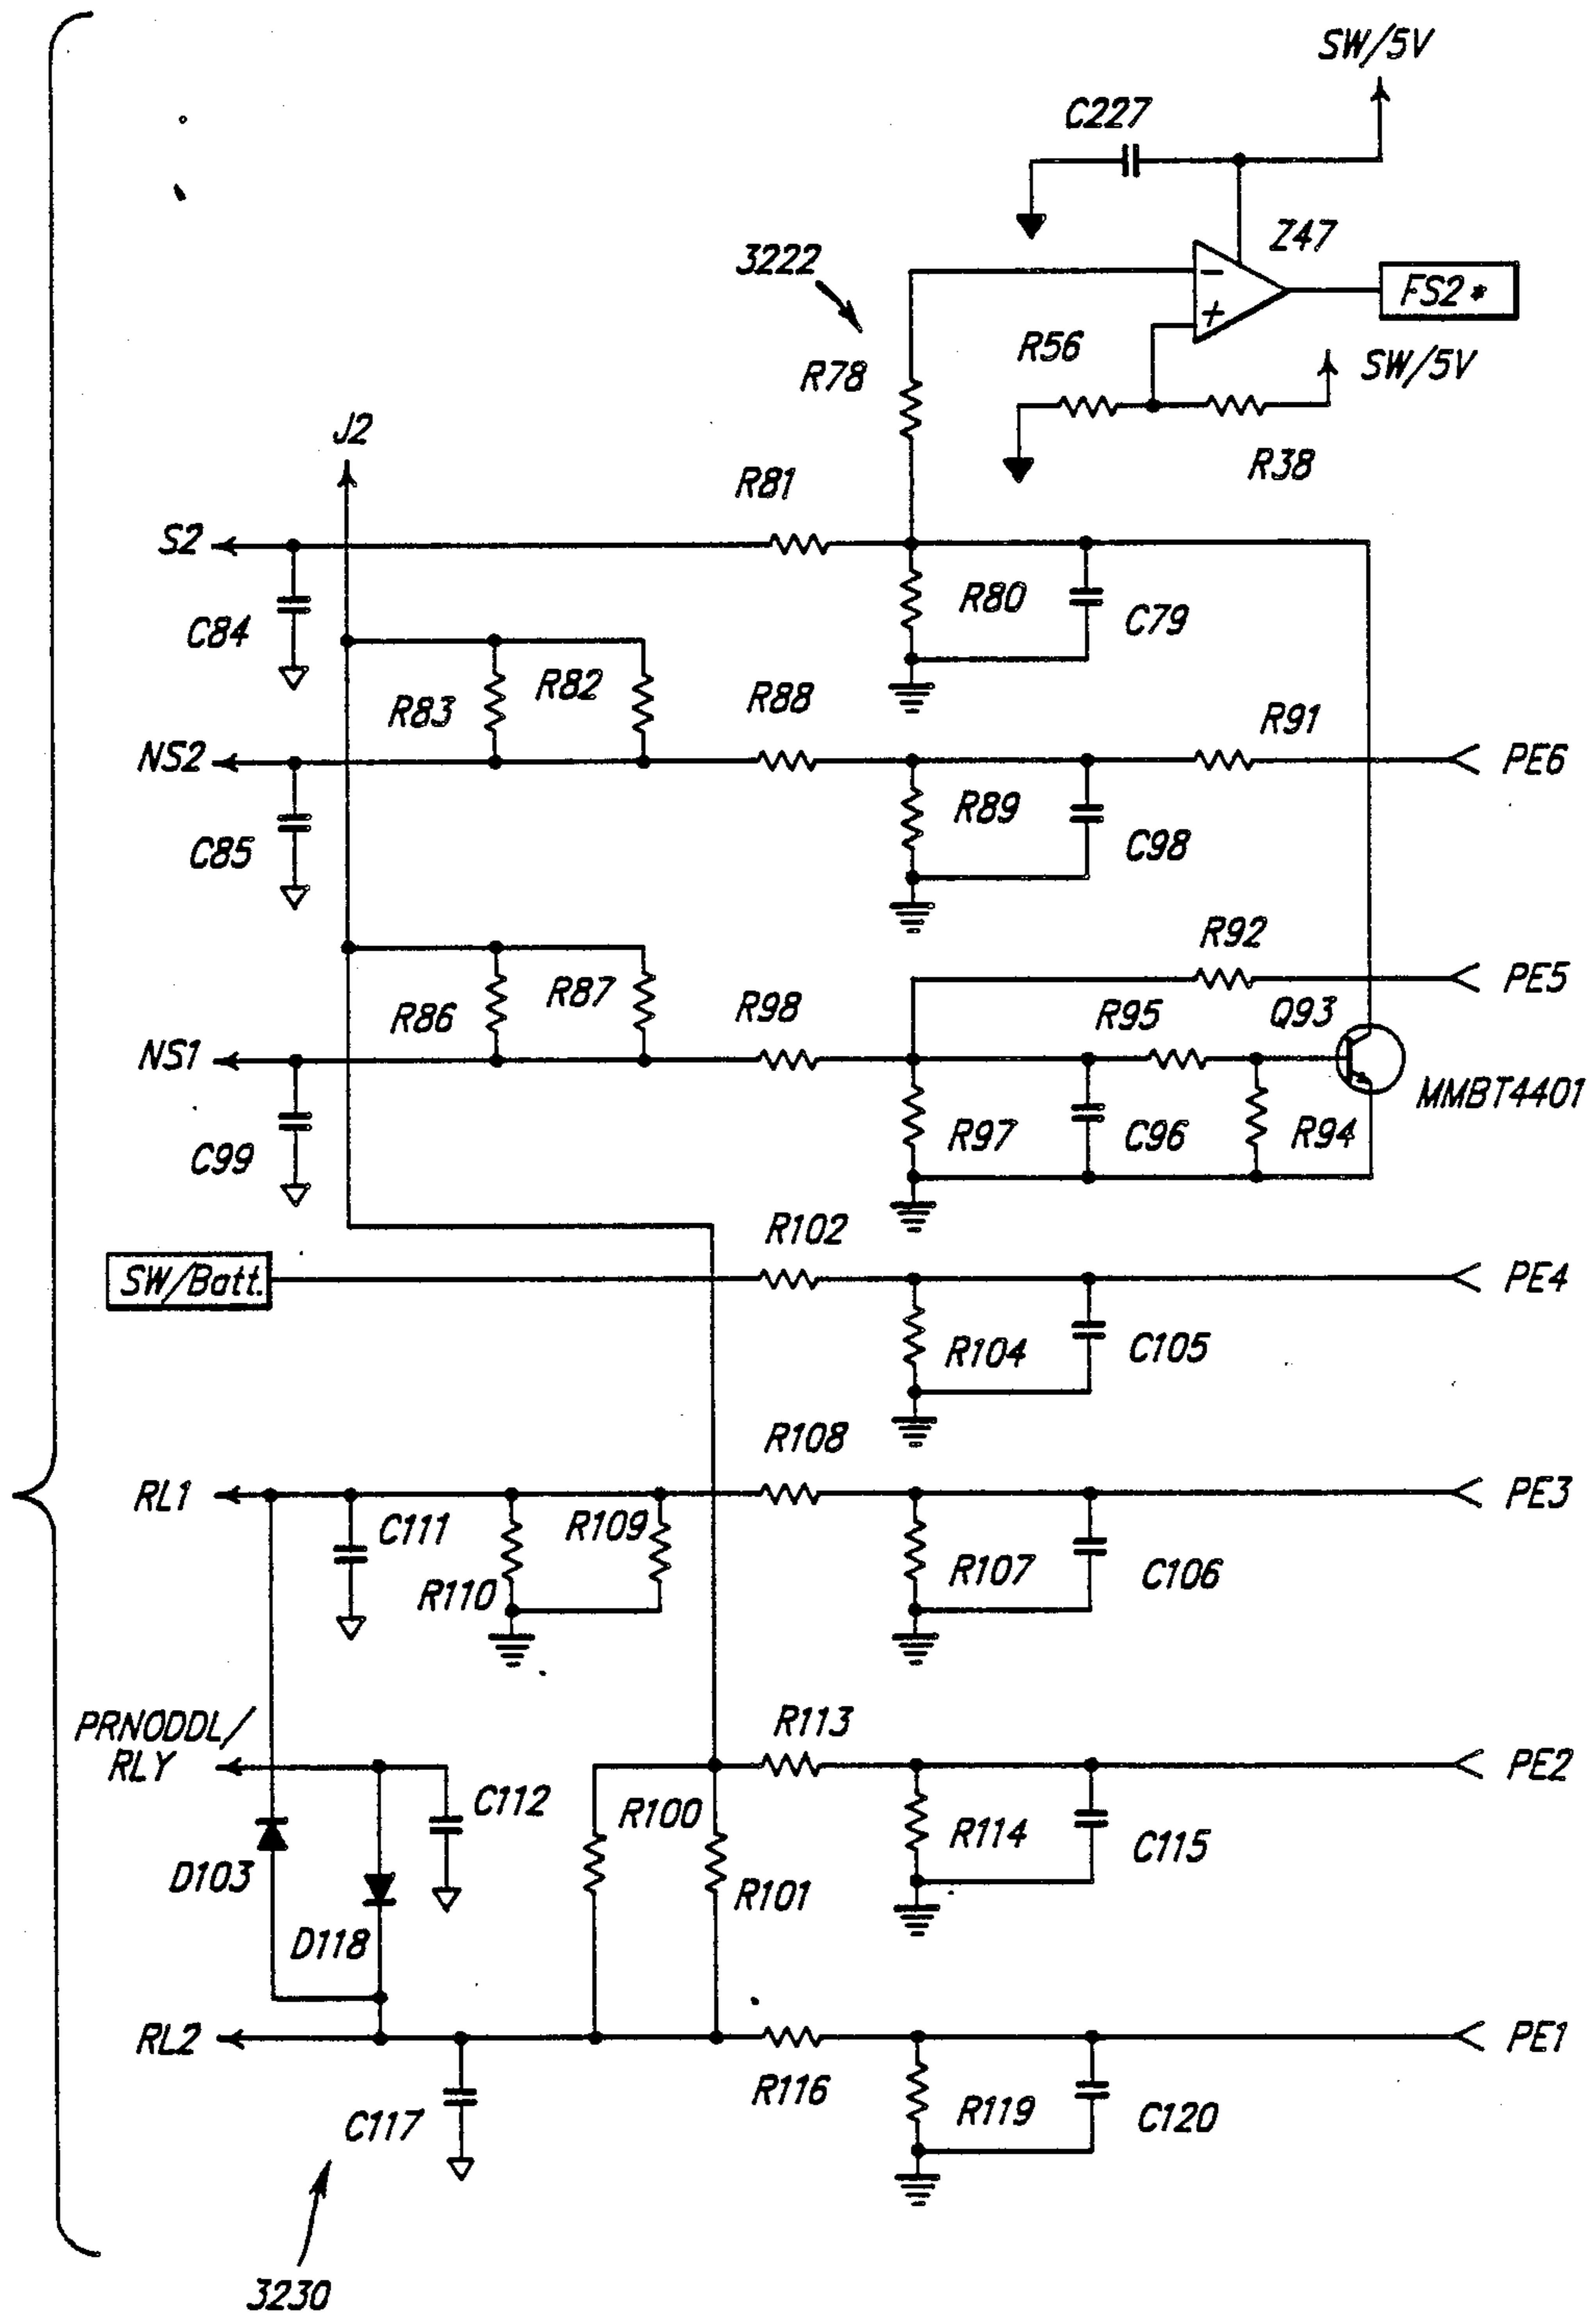 SW/5V
C227
Z47
3222
FS2*
R56
SW/5V
R78
J2
R38
R81
S2
R80
C79
C84
R82
R88
R83
R91
NS2
PE6
R89
C98
C85
R92
R87
PE5
R86
R98
R95
Q93
NS1
MMBT4401
R97
C96
R94
C99
R102
SW/Batt.
PE4
R104
C105
R108
RL1
PE3
C111
R109
R107
C106
R110
PRNODDL/
RLY
R113
PE2
C112
R100
R114
C115
D103
R101
D118
RL2
PE1
R116
R119
C120
C117
3230